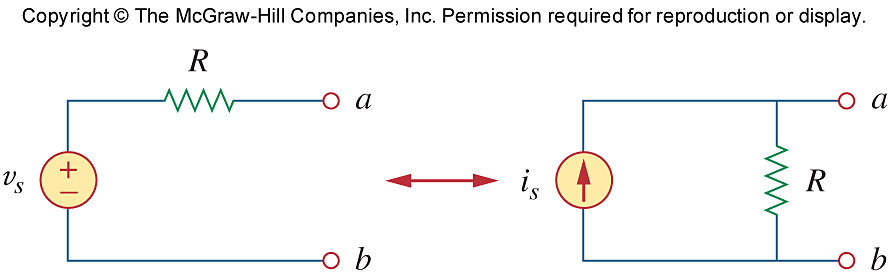 Copyright © The McGraw-Hill Companies, Inc. Permission required for reproduction or display.
R
a
a
+
−
vs
is
R
b
b